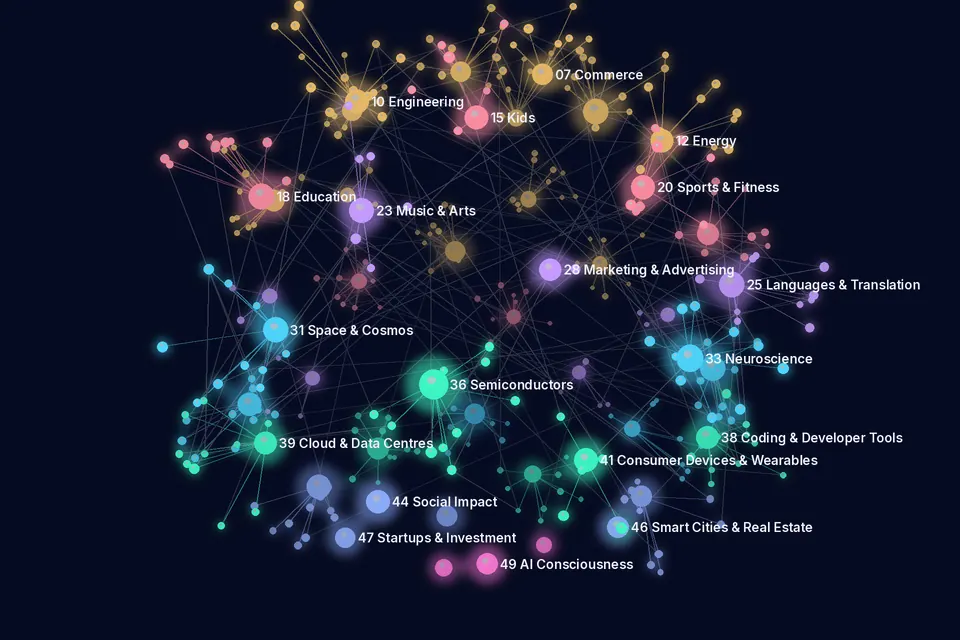 07 Commerce
10 Engineering
15 Kids
12 Energy
20 Sports & Fitness
18 Education
23 Music & Arts
28 Marketing & Advertising
25 Languages & Translation
31 Space & Cosmos
33 Neuroscience
36 Semiconductors
38 Coding & Developer Tools
39 Cloud & Data Centres
41 Consumer Devices & Wearables
44 Social Impact
46 Smart Cities & Real Estate
47 Startups & Investment
49 AI Consciousness